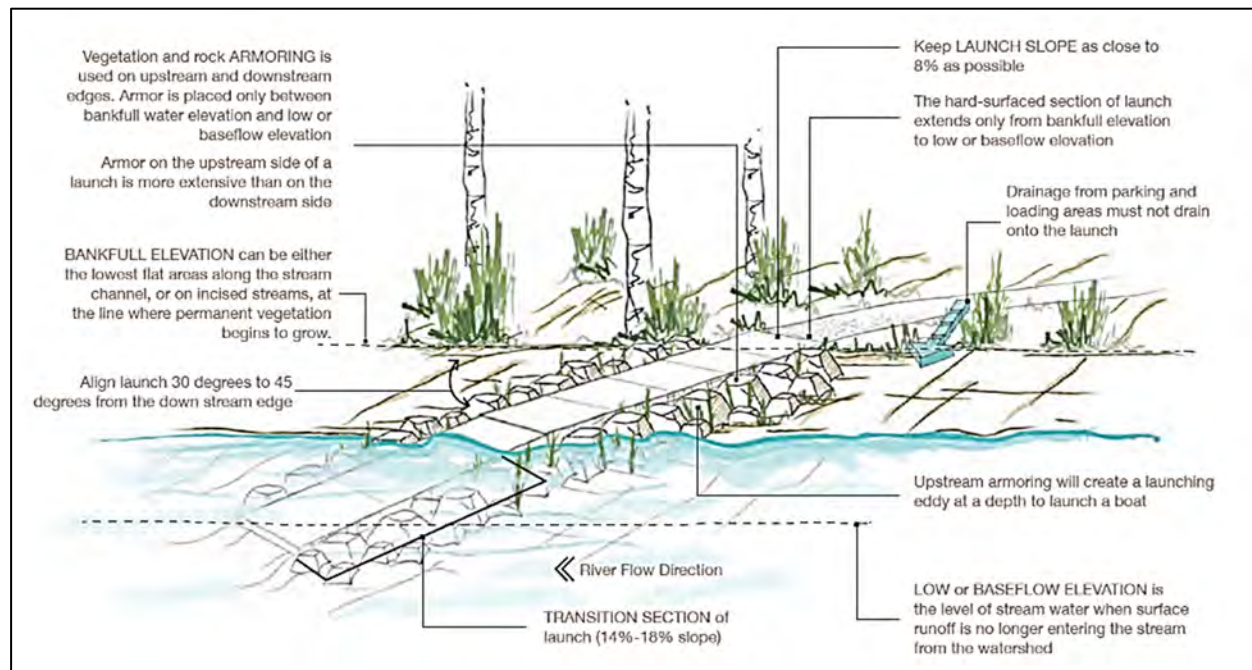 Vegetation and rock ARMORING is
used on upstream and downstream
edges. Armor is placed only between
bankfull water elevation and low or
baseflow elevation
Armor on the upstream side of a
launch is more extensive than on the
downstream side
BANKFULL ELEVATION can be either
the lowest flat areas along the stream
channel, or on incised streams, at
the line where permanent vegetation
begins to grow.
Align launch 30 degrees to 45
degrees from the down stream edge
Keep LAUNCH SLOPE as close to
8% as possible
The hard-surfaced section of launch
extends only from bankfull elevation
to low or baseflow elevation
Drainage from parking and
loading areas must not drain
onto the launch
Upstream armoring will create a launching
eddy at a depth to launch a boat
River Flow Direction
TRANSITION SECTION of
launch (14%-18% slope)
LOW or BASEFLOW ELEVATION is
the level of stream water when surface
runoff is no longer entering the stream
from the watershed